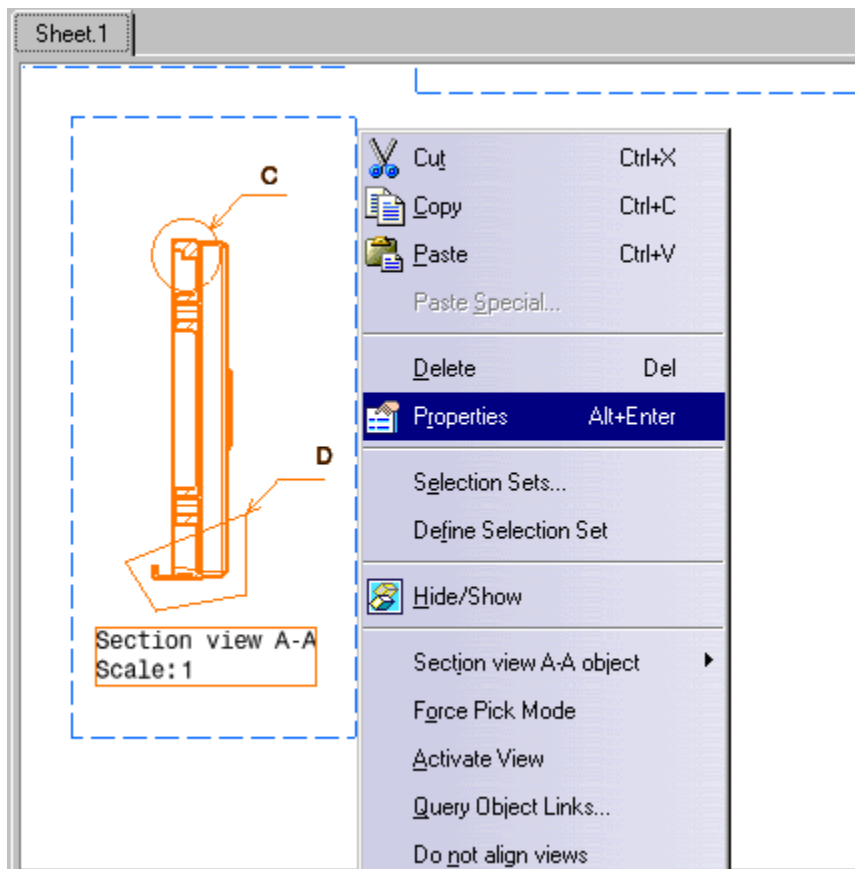 Sheet.1
C
D
Section view A-A
Scale:1
Cut Ctrl+X
Copy Ctrl+C
Paste Ctrl+V
Paste Special...
Delete Del
Properties Alt+Enter
Selection Sets...
Define Selection Set
Hide/Show
Section view A-A object
Force Pick Mode
Activate View
Query Object Links...
Do not align views